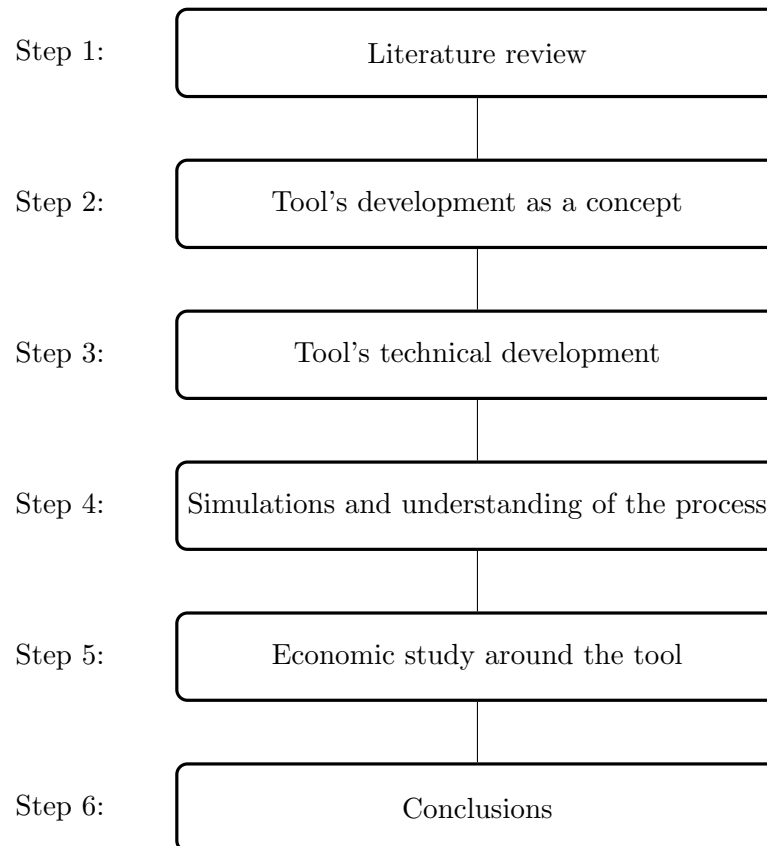 Step 1: Literature review
Step 2: Tool's development as a concept
Step 3: Tool's technical development
Step 4: Simulations and understanding of the process
Step 5: Economic study around the tool
Step 6: Conclusions